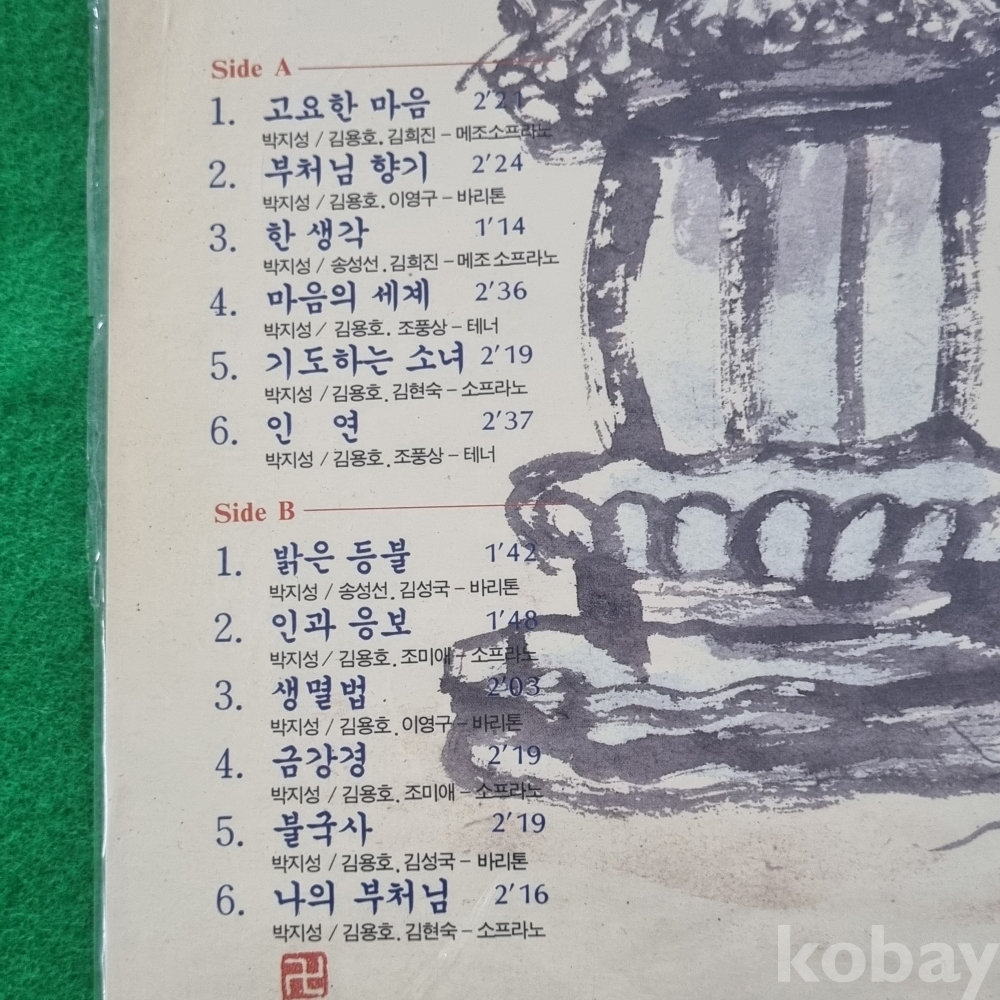 Side A
1. 고요한 마음 2'21
박지성 / 김용호. 김희진 - 메조소프라노
2. 부처님 향기 2'24
박지성 / 김용호. 이영구 - 바리톤
3. 한 생각 1'14
박지성 / 송성선. 김희진 - 메조 소프라노
4. 마음의 세계 2'36
박지성 / 김용호. 조풍상 - 테너
5. 기도하는 소녀 2'19
박지성 / 김용호. 김현숙 - 소프라노
6. 인 연 2'37
박지성 / 김용호. 조풍상 - 테너
Side B
1. 밝은 등불 1'42
박지성 / 송성선. 김성국 - 바리톤
2. 인과 응보 1'48
박지성 / 김용호. 조미애 - 소프라노
3. 생멸법 2'03
박지성 / 김용호. 이영구 - 바리톤
4. 금강경 2'19
박지성 / 김용호. 조미애 - 소프라노
5. 불국사 2'19
박지성 / 김용호. 김성국 - 바리톤
6. 나의 부처님 2'16
박지성 / 김용호. 김현숙 - 소프라노
卍
kobay